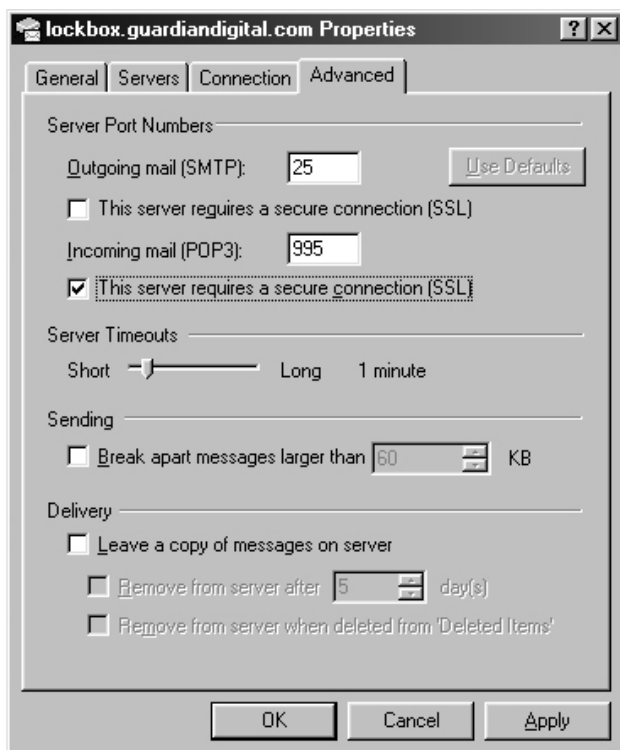 lockbox.guardiandigital.com Properties
General Servers Connection Advanced
Server Port Numbers
Outgoing mail (SMTP): 25 Use Defaults
This server requires a secure connection (SSL)
Incoming mail (POP3): 995
This server requires a secure connection (SSL)
Server Timeouts
Short Long 1 minute
Sending
Break apart messages larger than 60 KB
Delivery
Leave a copy of messages on server
Remove from server after 5 day(s)
Remove from server when deleted from 'Deleted Items'
OK Cancel Apply